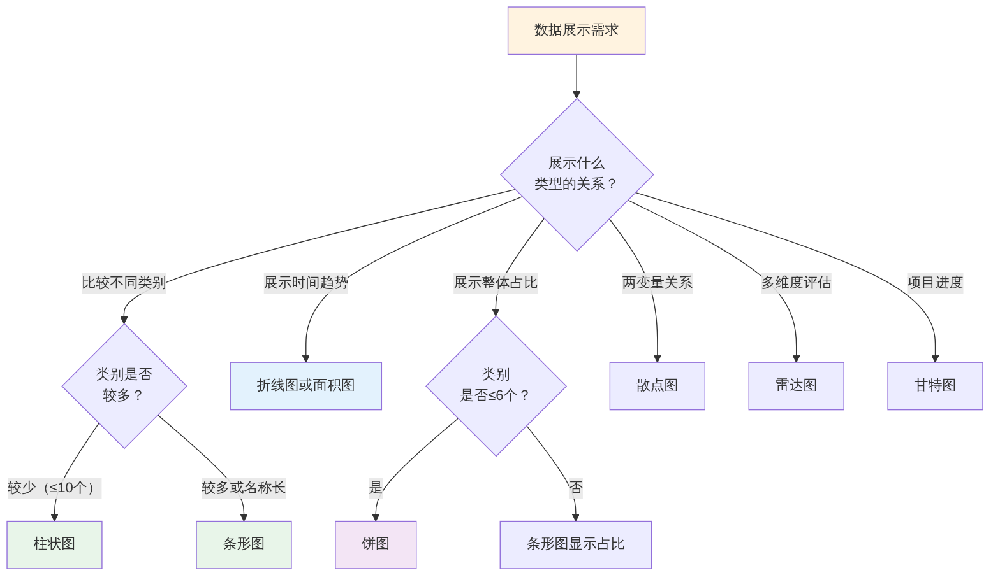 数据展示需求
展示什么
类型的关系？
比较不同类别
展示时间趋势
展示整体占比
两变量关系
多维度评估
项目进度
类别是否
较多？
折线图或面积图
类别
是否≤6个？
散点图
雷达图
甘特图
较少（≤10个）
较多或名称长
是
否
柱状图
条形图
饼图
条形图显示占比